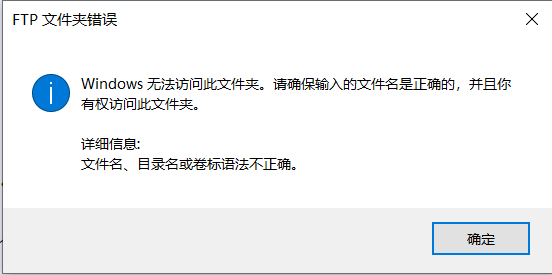 FTP 文件夹错误
Windows 无法访问此文件夹。请确保输入的文件名是正确的，并且你
有权访问此文件夹。
详细信息:
文件名、目录名或卷标语法不正确。
确定